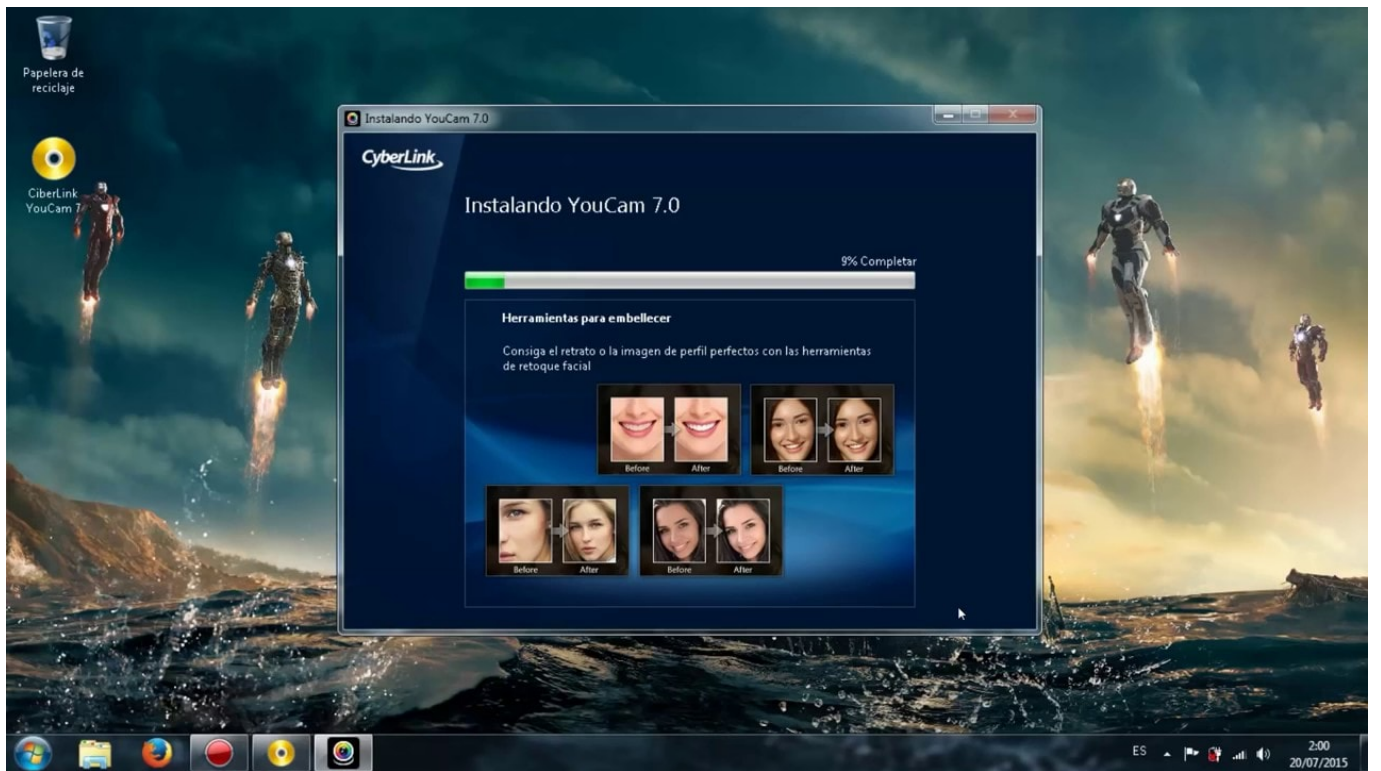 Papelera de
reciclaje
CiberLink
YouCam 7
Instalando YouCam 7.0
CyberLink
Instalando YouCam 7.0
9% Completar
Herramientas para embellecer
Consiga el retrato o la imagen de perfil perfectos con las herramientas
de retoque facial
Before After
Before After
Before After
Before After
ES
2:00
20/07/2015